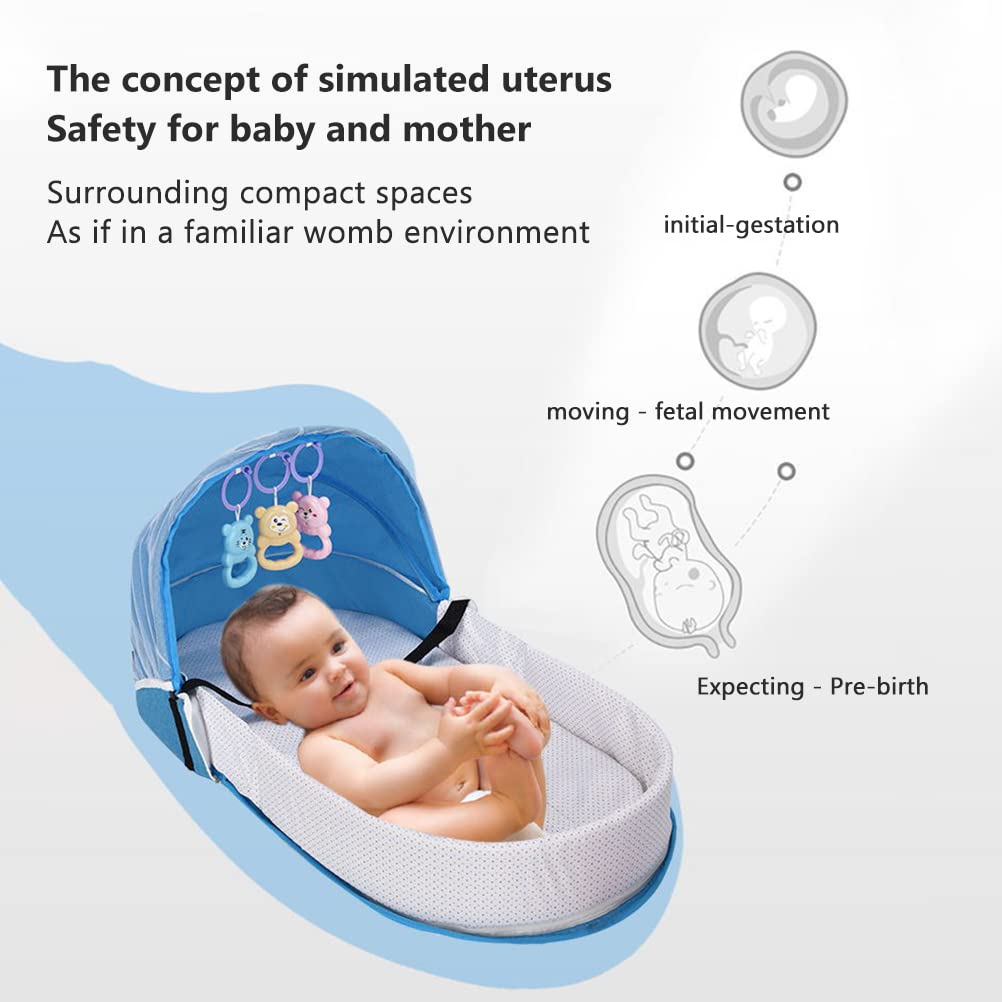 The concept of simulated uterus
Safety for baby and mother
Surrounding compact spaces
As if in a familiar womb environment
initial-gestation
moving - fetal movement
Expecting - Pre-birth